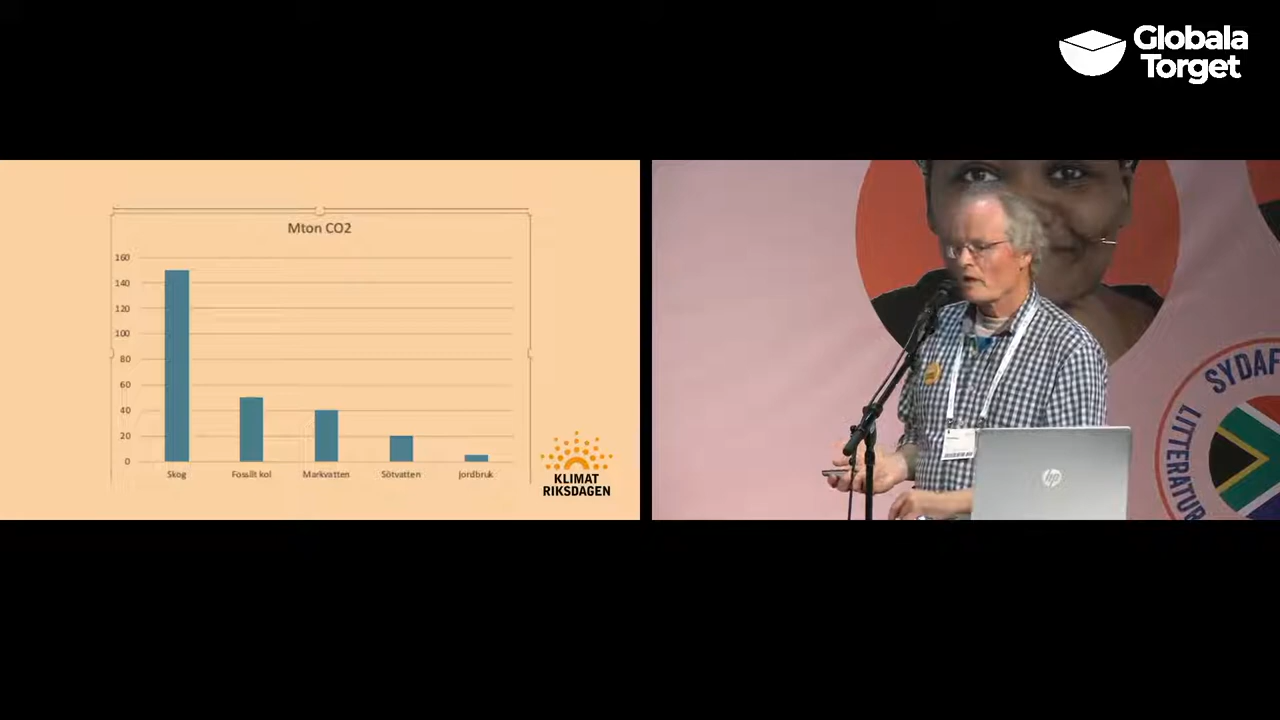 Globala
Torget
Mton CO2
160
140
120
100
80
60
40
20
0
Skog
Fossilt kol
Markvatten
Sötvatten
Jordbruk
KLIMAT
RIKSDAGEN
SYDAF
LITTERATUR
hp